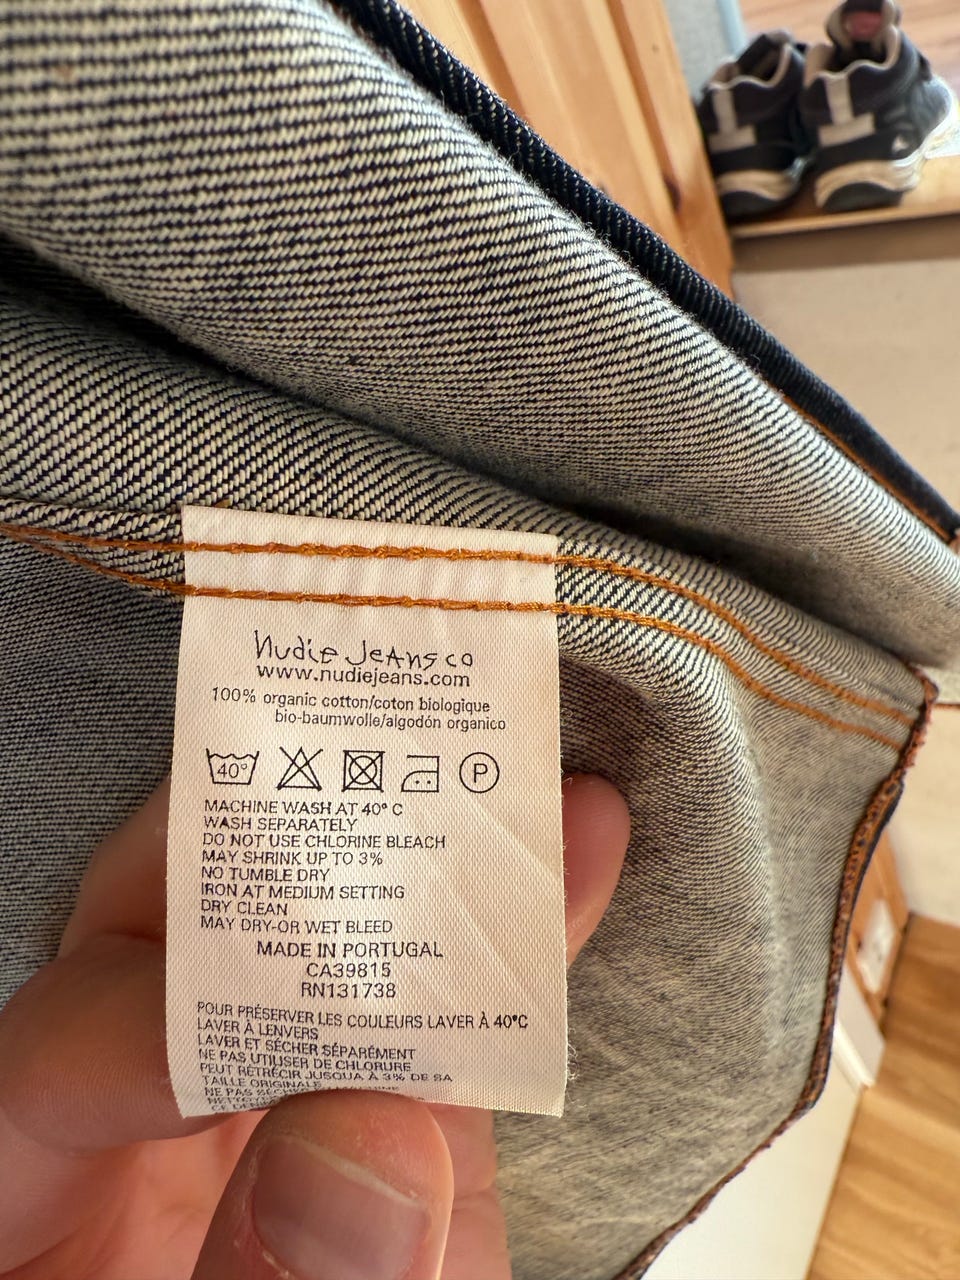 Nudie Jeans co
www.nudiejeans.com
100% organic cotton/coton biologique
bio-baumwolle/algodón organico
40° P
MACHINE WASH AT 40° C
WASH SEPARATELY
DO NOT USE CHLORINE BLEACH
MAY SHRINK UP TO 3%
NO TUMBLE DRY
IRON AT MEDIUM SETTING
DRY CLEAN
MAY DRY-OR WET BLEED
MADE IN PORTUGAL
CA39815
RN131738
POUR PRÉSERVER LES COULEURS LAVER À 40°C
LAVER À LENVERS
LAVER ET SÉCHER SÉPARÉMENT
NE PAS UTILISER DE CHLORURE
PEUT RÉTRÉCIR JUSQUA À 3% DE SA
TAILLE ORIGINALE
NE PAS